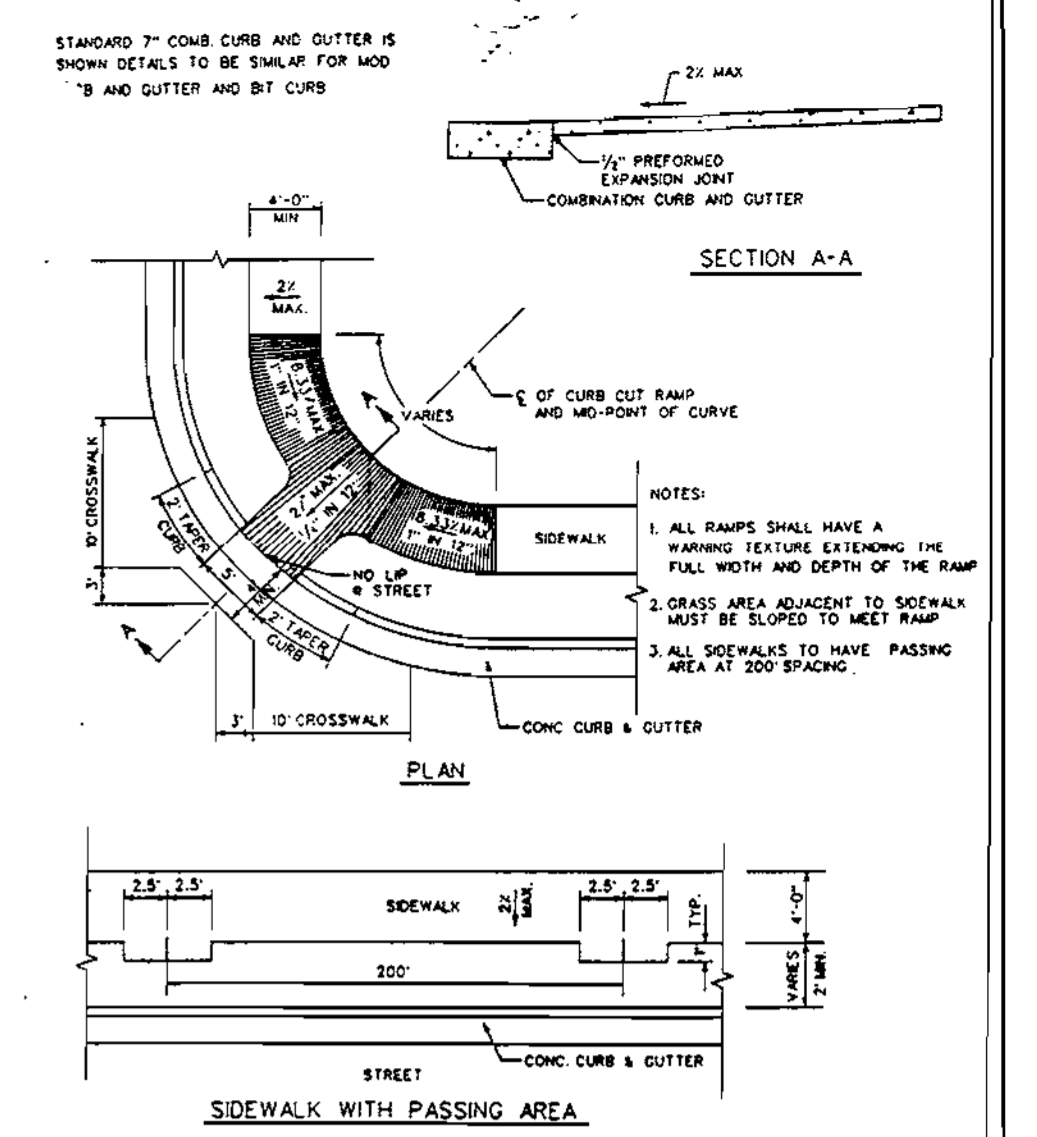 STANDARD 7" COMB. CURB AND GUTTER IS
SHOWN DETAILS TO BE SIMILAR FOR MOD
B AND GUTTER AND BIT CURB
2% MAX
1/2" PREFORMED
EXPANSION JOINT
COMBINATION CURB AND GUTTER
SECTION A-A
4'-0"
MIN
2%
MAX.
8.33%MAX
1" IN 12"
A
VARIES
℄ OF CURB CUT RAMP
AND MID-POINT OF CURVE
10' CROSSWALK
3'
2' TAPER
CURB
5'
4'
MIN.
2% MAX.
1/4" IN 12"
8.33%MAX
1" IN 12"
SIDEWALK
NO LIP
@ STREET
2' TAPER
CURB
A
3'
10' CROSSWALK
CONC CURB & GUTTER
PLAN
NOTES:
1. ALL RAMPS SHALL HAVE A
WARNING TEXTURE EXTENDING THE
FULL WIDTH AND DEPTH OF THE RAMP
2. GRASS AREA ADJACENT TO SIDEWALK
MUST BE SLOPED TO MEET RAMP
3. ALL SIDEWALKS TO HAVE PASSING
AREA AT 200' SPACING.
2.5' 2.5'
SIDEWALK
2%
MAX.
2.5' 2.5'
TYP.
1'
4'-0"
VARIES
2' MIN.
200'
CONC. CURB & GUTTER
STREET
SIDEWALK WITH PASSING AREA